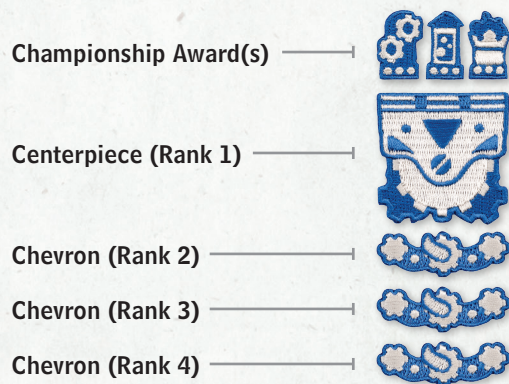 Championship Award(s)
Centerpiece (Rank 1)
Chevron (Rank 2)
Chevron (Rank 3)
Chevron (Rank 4)